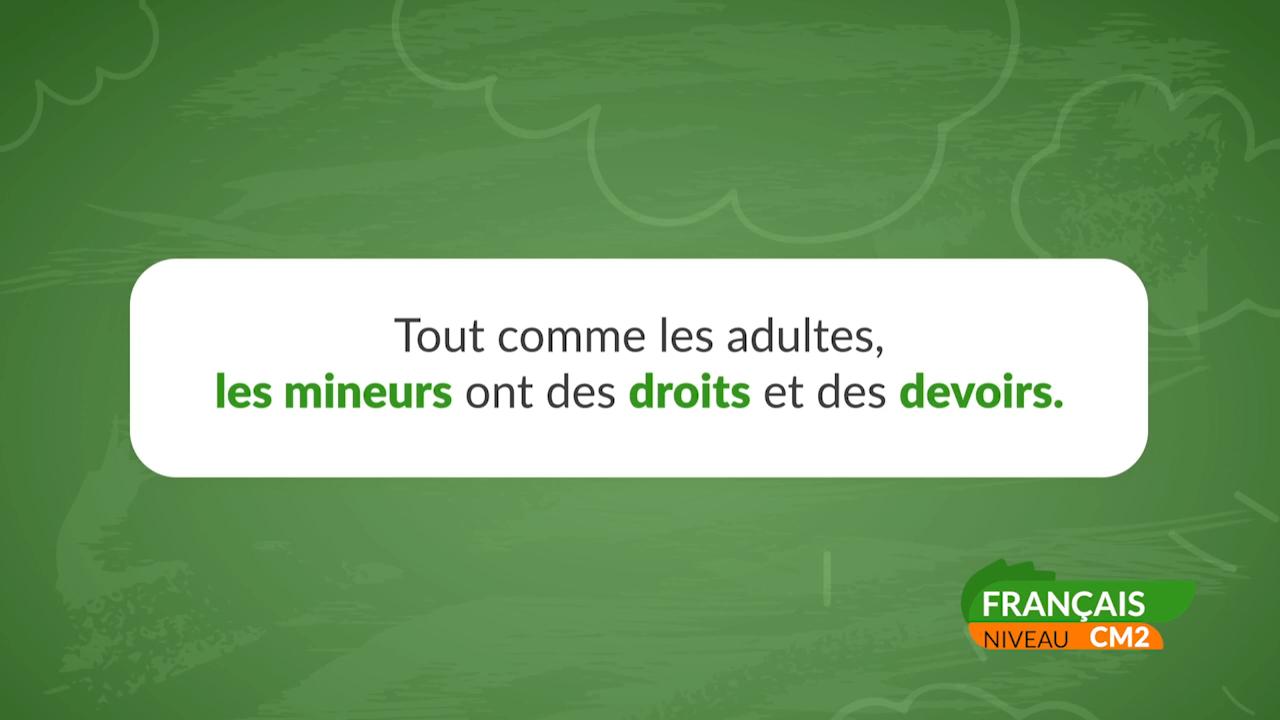 Tout comme les adultes,
les mineurs ont des droits et des devoirs.
FRANÇAIS
NIVEAU CM2